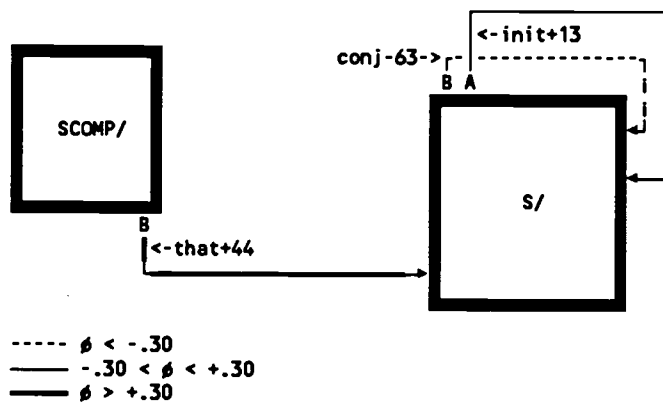 <-init+13
conj-63->
B A
SCOMP/
S/
B
<-that+44
ø < -.30
-.30 < ø < +.30
ø > +.30